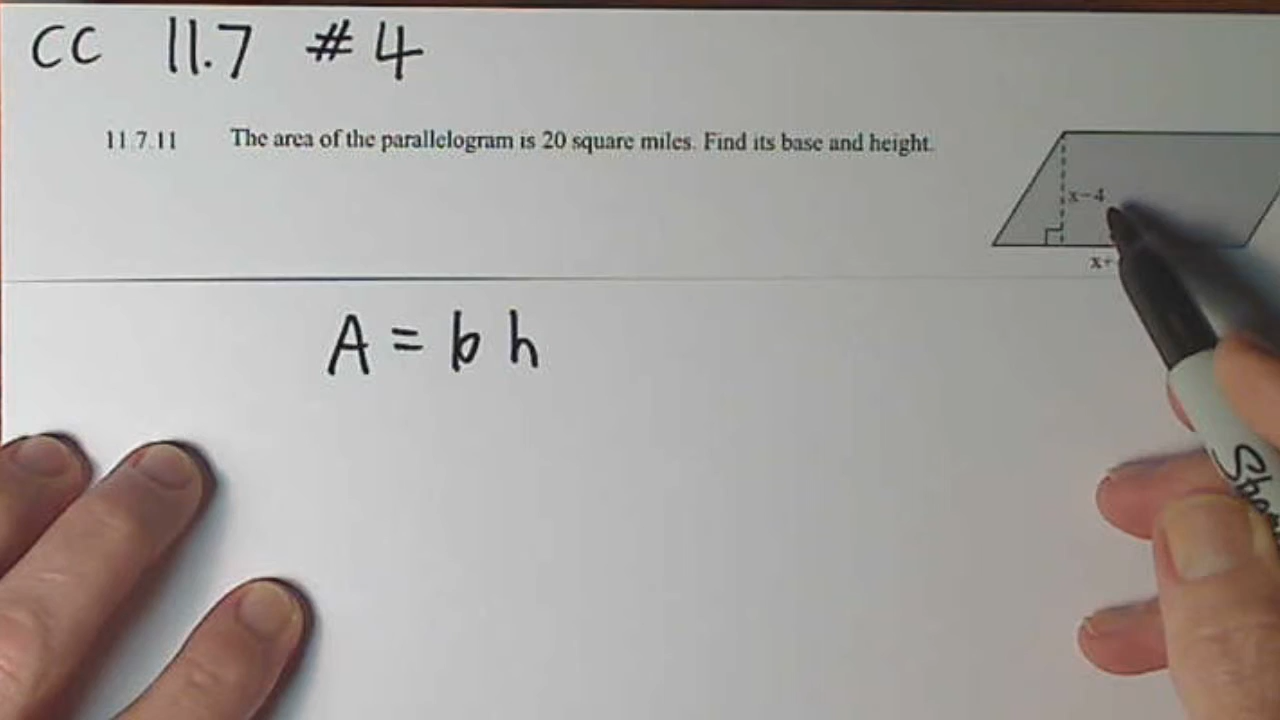 CC 11.7 #4
11.7.11 The area of the parallelogram is 20 square miles. Find its base and height.
x−4
x+
A = b h